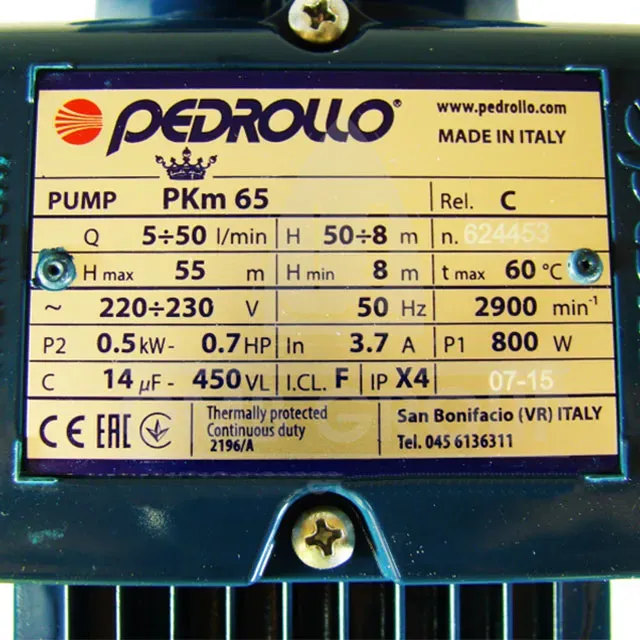 PEDROLLO®
www.pedrollo.com
MADE IN ITALY
PUMP PKm 65 Rel. C
Q 5÷50 l/min H 50÷8 m n. 624453
H max 55 m H min 8 m t max 60 °C
~ 220÷230 V 50 Hz 2900 min-1
P2 0.5 kW - 0.7 HP In 3.7 A P1 800 W
C 14 µF - 450 VL I.CL. F IP X4 07-15
CE EAC
Thermally protected
Continuous duty
2196/A
San Bonifacio (VR) ITALY
Tel. 045 6136311